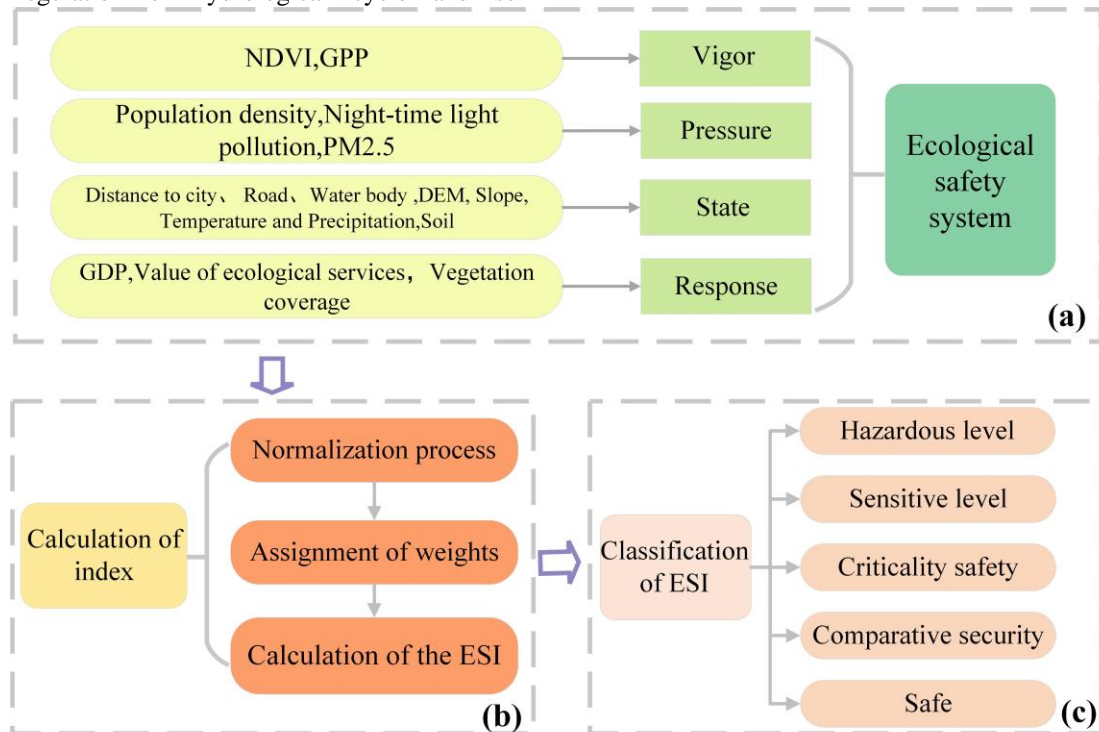 NDVI,GPP
Vigor
Population density,Night-time light
pollution,PM2.5
Pressure
Distance to city、 Road、Water body ,DEM, Slope,
Temperature and Precipitation,Soil
State
GDP,Value of ecological services，Vegetation
coverage
Response
Ecological
safety
system
(a)
Calculation of
index
Normalization process
Assignment of weights
Calculation of the ESI
(b)
Classification
of ESI
Hazardous level
Sensitive level
Criticality safety
Comparative security
Safe
(c)